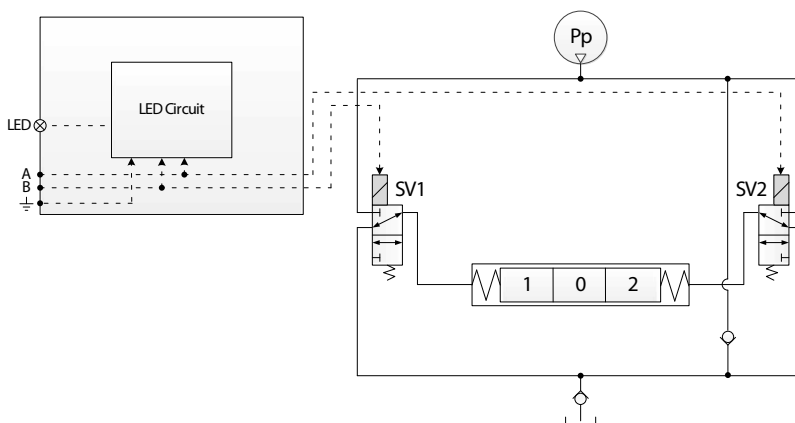 Pp
LED Circuit
LED
A
B
SV1
SV2
1 0 2